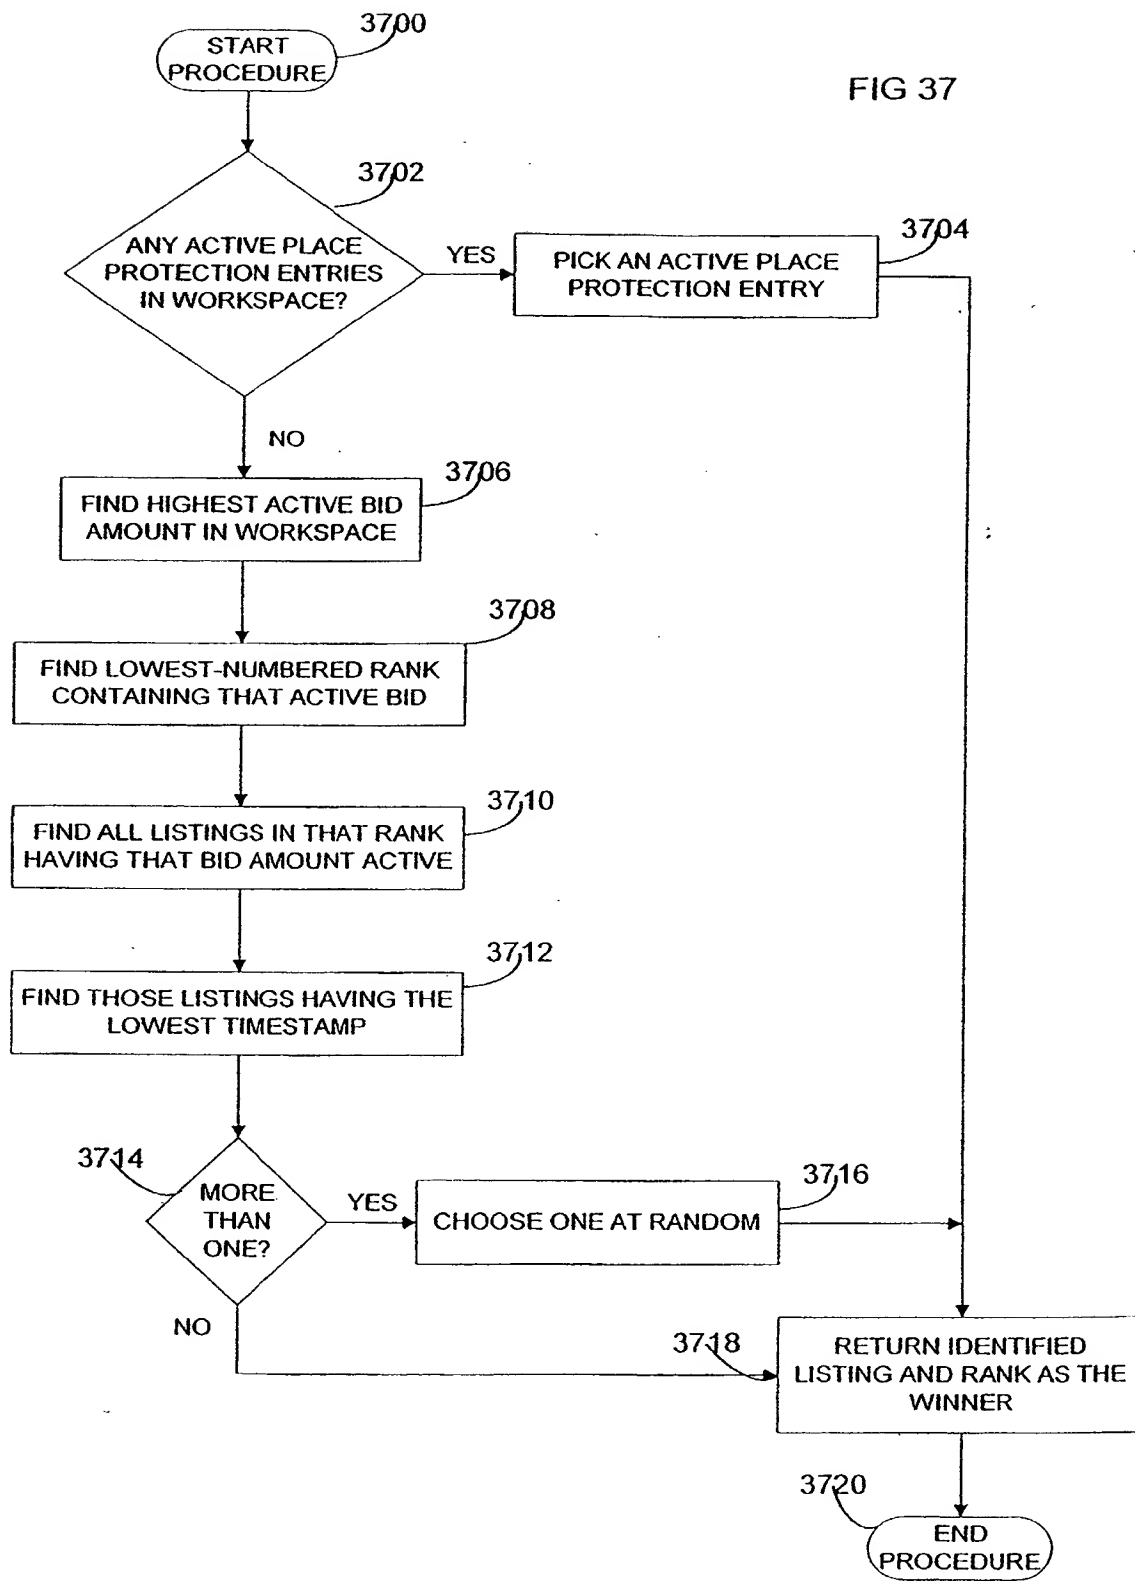 3700
START
PROCEDURE
FIG 37
3702
ANY ACTIVE PLACE
PROTECTION ENTRIES
IN WORKSPACE?
YES
3704
PICK AN ACTIVE PLACE
PROTECTION ENTRY
NO
3706
FIND HIGHEST ACTIVE BID
AMOUNT IN WORKSPACE
3708
FIND LOWEST-NUMBERED RANK
CONTAINING THAT ACTIVE BID
3710
FIND ALL LISTINGS IN THAT RANK
HAVING THAT BID AMOUNT ACTIVE
3712
FIND THOSE LISTINGS HAVING THE
LOWEST TIMESTAMP
3714
MORE
THAN
ONE?
YES
3716
CHOOSE ONE AT RANDOM
NO
3718
RETURN IDENTIFIED
LISTING AND RANK AS THE
WINNER
3720
END
PROCEDURE